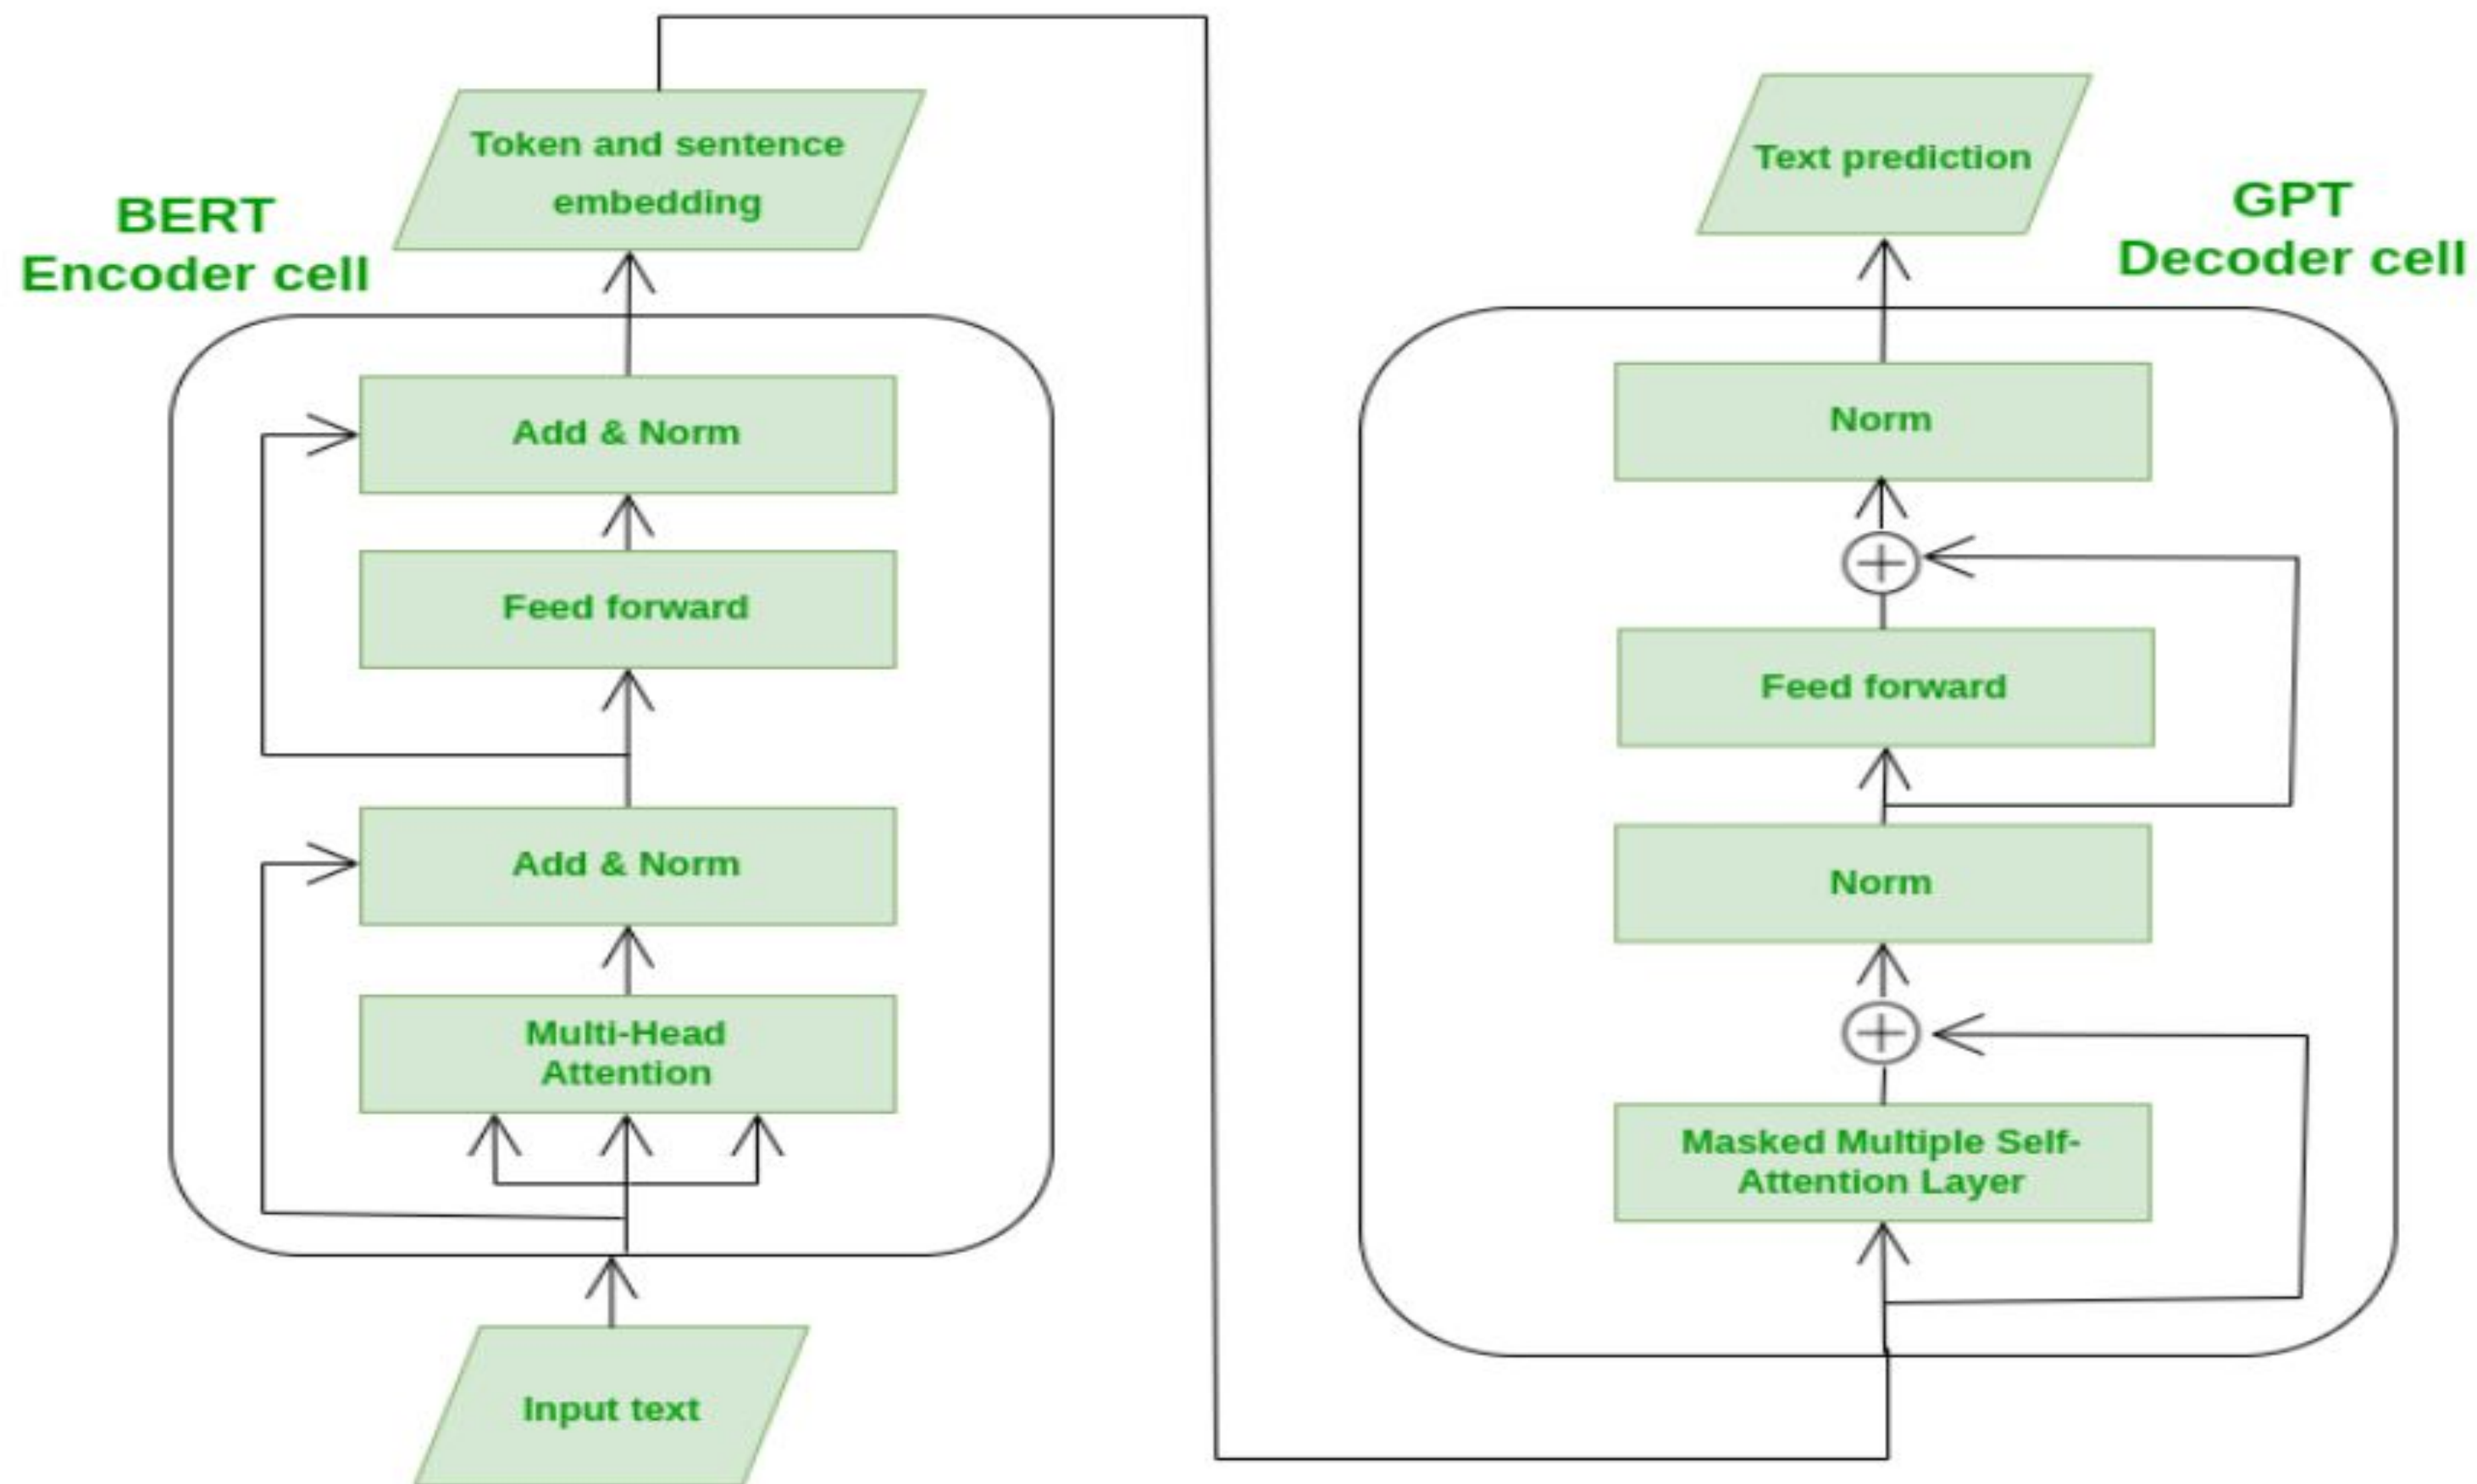 BERT
Encoder cell
Token and sentence
embedding
Add & Norm
Feed forward
Add & Norm
Multi-Head
Attention
Input text
GPT
Decoder cell
Text prediction
Norm
Feed forward
Norm
Masked Multiple Self-
Attention Layer